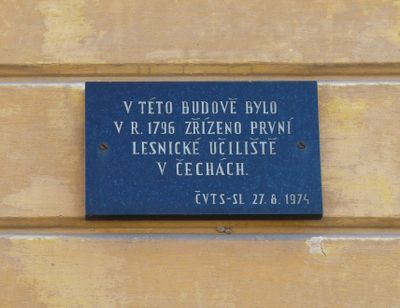 V TÉTO BUDOVĚ BYLO
V R. 1796 ZŘÍZENO PRVNÍ
LESNICKÉ UČILIŠTĚ
V ČECHÁCH.
ČVTS-SL 27. 8. 1974